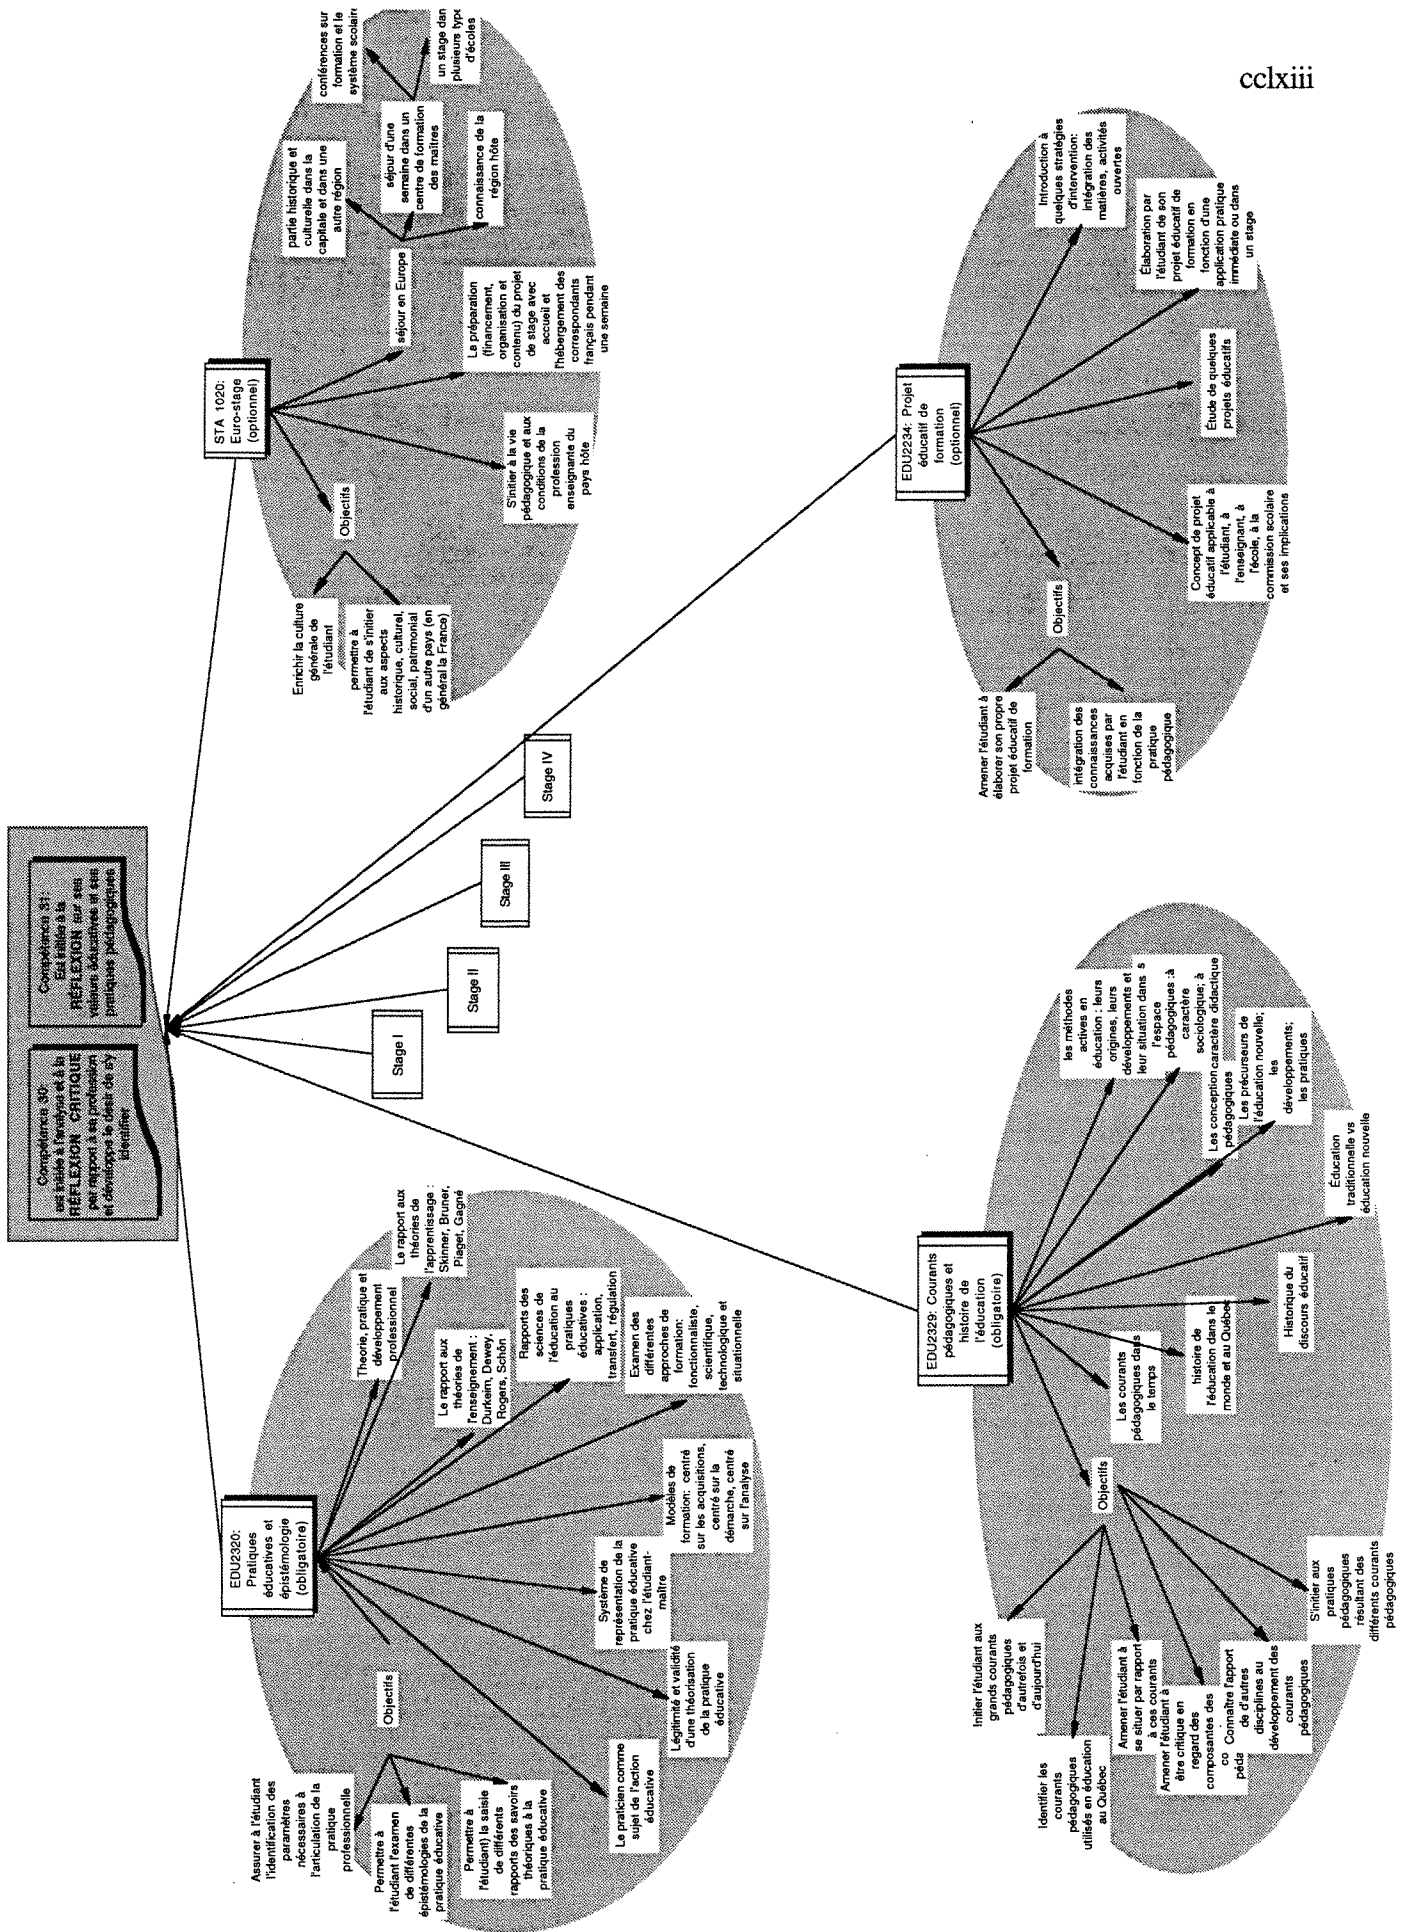 cclxiii
Compétence 30:
est initiée à l'analyse et à la
RÉFLEXION CRITIQUE
par rapport à sa profession
et développe le désir de s'y
identifier
Compétence 31:
Est initiée à la
RÉFLEXION sur ses
valeurs éducatives et ses
pratiques pédagogiques
EDU2320:
Pratiques
éducatives et
épistémologie
(obligatoire)
Objectifs
Assurer à l'étudiant
l'identification des
paramètres
nécessaires à
l'articulation de la
pratique
professionnelle
Permettre à
l'étudiant l'examen
de différentes
épistémologies de la
pratique éducative
Permettre à
l'étudiant) la saisie
de différents
rapports des savoirs
théoriques à la
pratique éducative
Le praticien comme
sujet de l'action
éducative
Légitimité et validité
d'une théorisation
de la pratique
éducative
Système de
représentation de la
pratique éducative
chez l'étudiant-
maître
Modèles de
formation: centré
sur les acquisitions,
centré sur la
démarche, centré
sur l'analyse
Examen des
différentes
approches de
formation:
fonctionnaliste,
scientifique,
technologique et
situationnelle
Rapports des
sciences de
l'éducation au
pratiques
éducatives :
application,
transfert, régulation
Le rapport aux
théories de
l'enseignement :
Durkeim, Dewey,
Rogers, Schön
Theorie, pratique et
développement
professionnel
Le rapport aux
théories de
l'apprentissage :
Skinner, Bruner,
Piaget, Gagné
Stage I
Stage II
Stage III
Stage IV
STA 1020:
Euro-stage
(optionnel)
Objectifs
Enrichir la culture
générale de
l'étudiant
permettre à
l'étudiant de s'initier
aux aspects
historique, culturel,
social, patrimonial
d'un autre pays (en
général la France)
S'initier à la vie
pédagogique et aux
conditions de la
profession
enseignante du
pays hôte
La préparation
(financement,
organisation et
contenu) du projet
de stage avec
accueil et
l'hébergement des
correspondants
français pendant
une semaine
séjour en Europe
partie historique et
culturelle dans la
capitale et dans une
autre région
séjour d'une
semaine dans un
centre de formation
des maîtres
connaissance de la
région hôte
conférences sur
formation et le
système scolaire
un stage dan
plusieurs type
d'écoles
EDU2329: Courants
pédagogiques et
histoire de
l'éducation
(obligatoire)
Objectifs
Initier l'étudiant aux
grands courants
pédagogiques
d'autrefois et
d'aujourd'hui
Identifier les
courants
pédagogiques
utilisés en éducation
au Québec
Amener l'étudiant à
se situer par rapport
à ces courants
Amener l'étudiant à
être critique en
regard des
composantes des
co
péda
Connaître l'apport
de d'autres
disciplines au
développement des
courants
pédagogiques
S'initier aux
pratiques
pédagogiques
résultant des
différents courants
pédagogiques
Les courants
pédagogiques dans
le temps
histoire de
l'éducation dans le
monde et au Québec
Historique du
discours éducatif
Éducation
traditionnelle vs
éducation nouvelle
Les précurseurs de
l'éducation nouvelle;
les
développements;
les pratiques
Les conception
pédagogiques
s
pédagogiques :à
caractère
sociologique; à
caractère didactique
les méthodes
actives en
éducation : leurs
origines, leurs
développements et
leur situation dans
l'espace
EDU2234: Projet
éducatif de
formation
(optionnel)
Objectifs
Amener l'étudiant à
élaborer son propre
projet éducatif de
formation
intégration des
connaissances
acquises par
l'étudiant en
fonction de la
pratique
pédagogique
Concept de projet
éducatif applicable à
l'étudiant, à
l'enseignant, à
l'école, à la
commission scolaire
et ses implications
Étude de quelques
projets éducatifs
Élaboration par
l'étudiant de son
projet éducatif de
formation en
fonction d'une
application pratique
immédiate ou dans
un stage
Introduction à
quelques stratégies
d'intervention:
intégration des
matières, activités
ouvertes